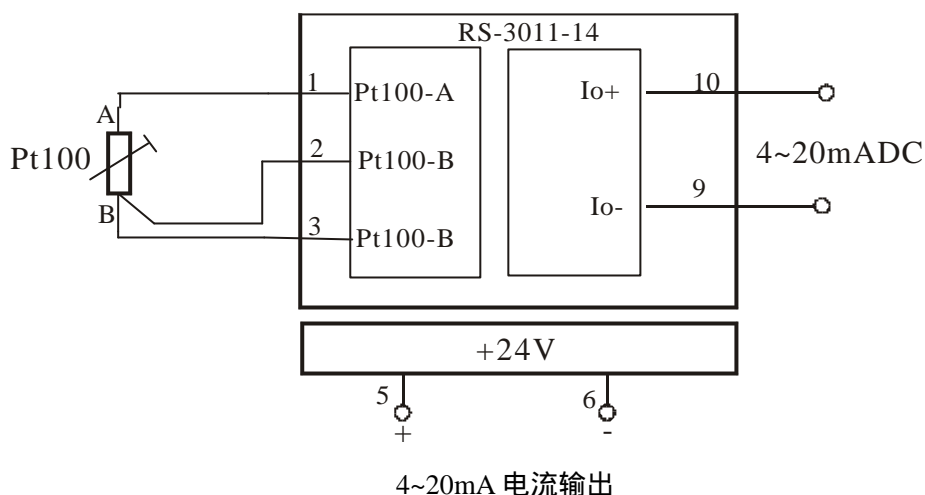 RS-3011-14
1
Pt100-A
Io+
10
A
2
Pt100
Pt100-B
4~20mADC
9
B
Io-
3
Pt100-B
+24V
5
6
+
-
4~20mA 电流输出